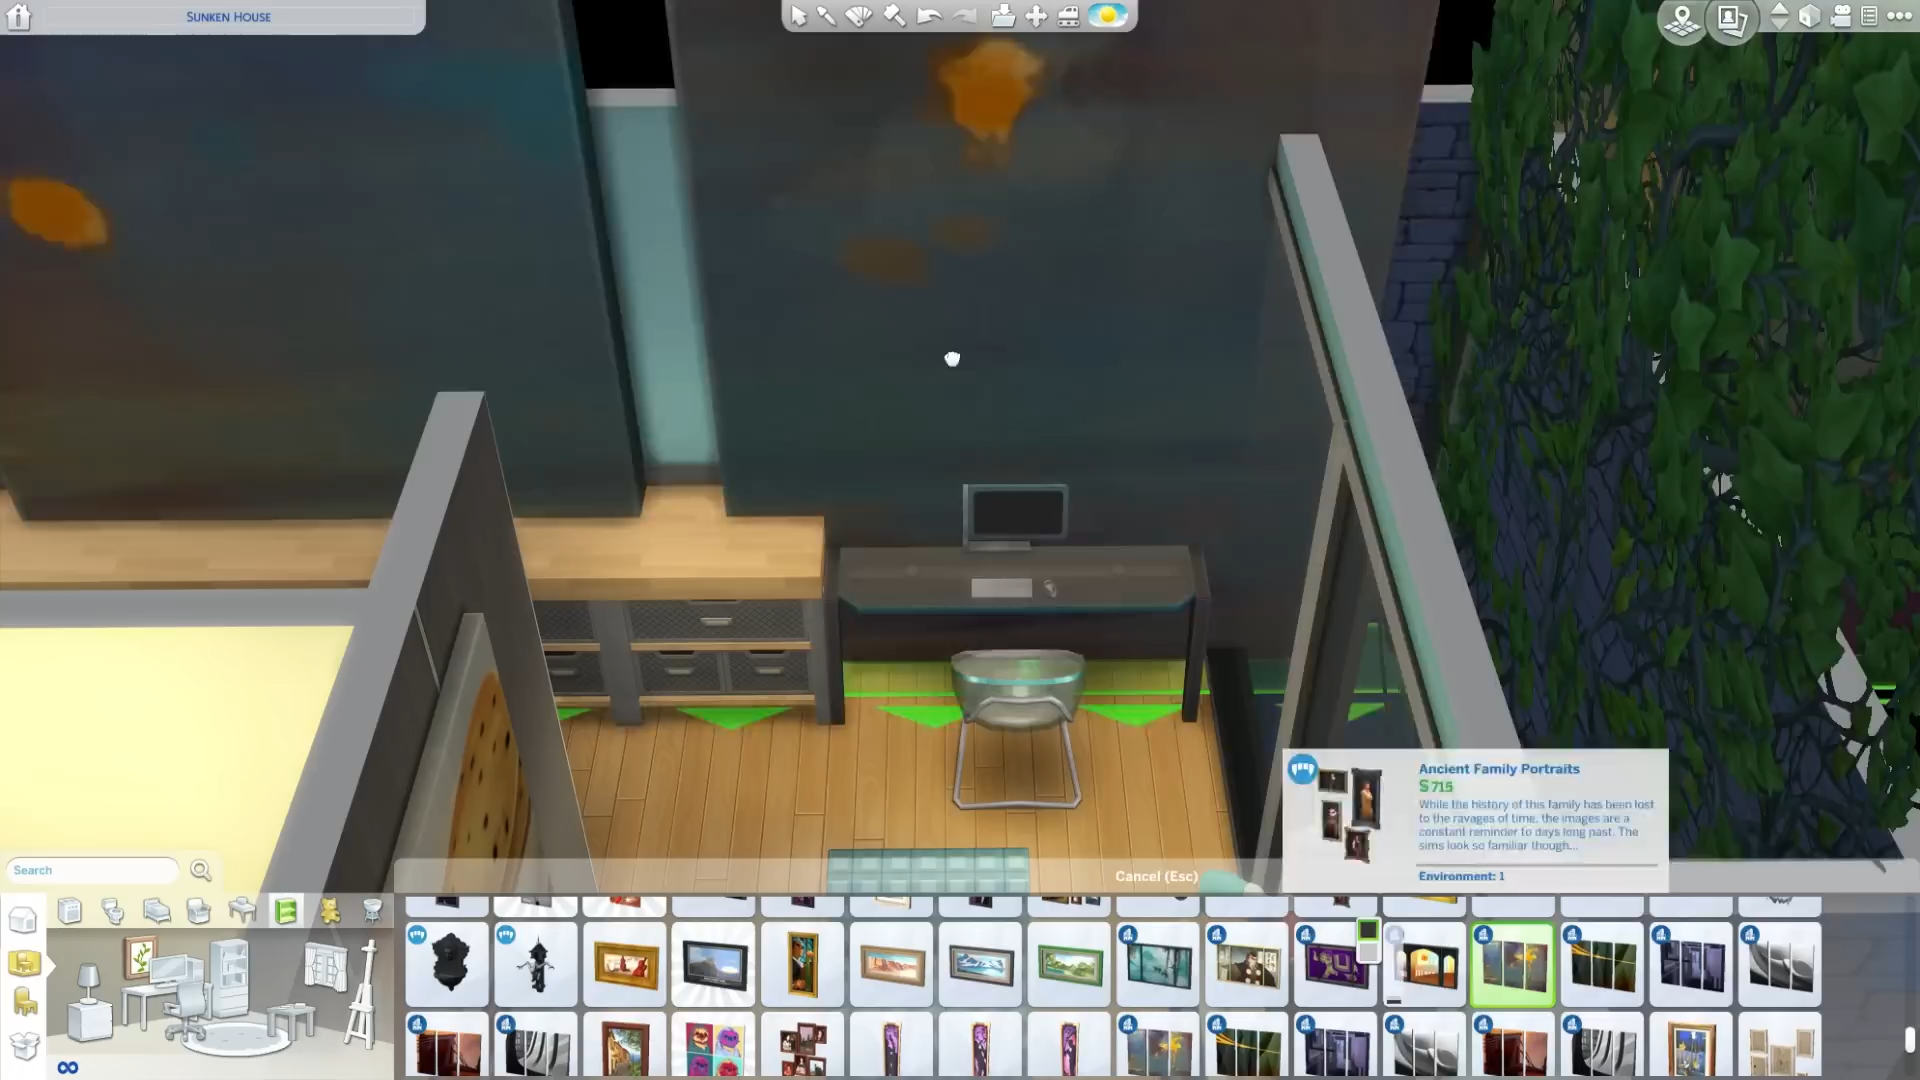 SUNKEN HOUSE
Ancient Family Portraits
§715
While the history of this family has been lost
to the ravages of time, the images are a
constant reminder to days long past. The
sims look so familiar though...
Environment: 1
Search
Cancel (Esc)